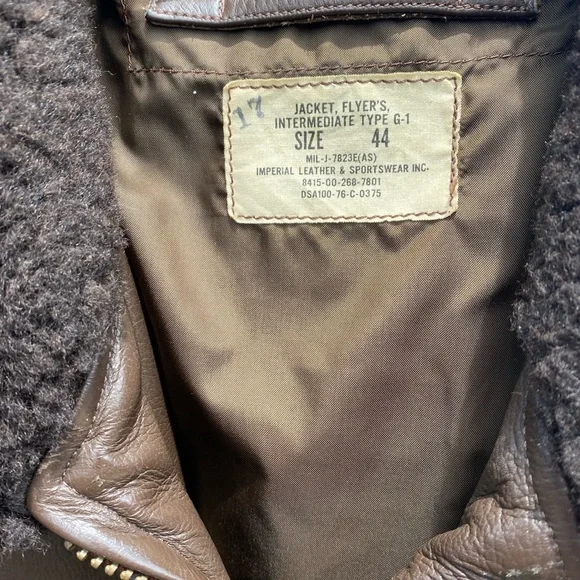 17
JACKET, FLYER'S,
INTERMEDIATE TYPE G-1
SIZE 44
MIL-J-7823E(AS)
IMPERIAL LEATHER & SPORTSWEAR INC.
8415-00-268-7801
DSA100-76-C-0375